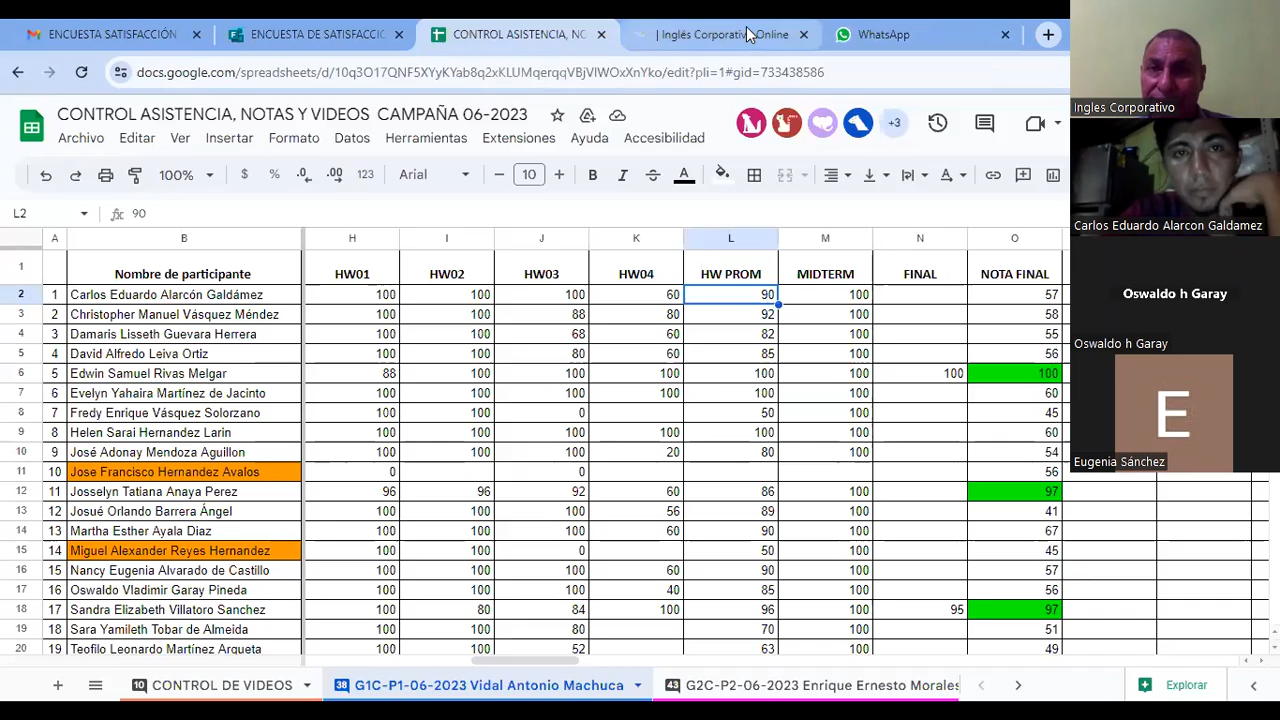 ENCUESTA SATISFACCIÓN
ENCUESTA DE SATISFACCIÓ
CONTROL ASISTENCIA, NO
| Inglés Corporativo Online
WhatsApp
docs.google.com/spreadsheets/d/10q3O17QNF5XYyKYab8q2xKLUMqerqqVBjVIWOxXnYko/edit?pli=1#gid=733438586
CONTROL ASISTENCIA, NOTAS Y VIDEOS CAMPAÑA 06-2023
Archivo Editar Ver Insertar Formato Datos Herramientas Extensiones Ayuda Accesibilidad
+3
100% $ % .0 .00 123 Arial 10 B I S A
L2 fx 90
A B H I J K L M N O
1 Nombre de participante HW01 HW02 HW03 HW04 HW PROM MIDTERM FINAL NOTA FINAL
2 1 Carlos Eduardo Alarcón Galdámez 100 100 100 60 90 100 57
3 2 Christopher Manuel Vásquez Méndez 100 100 88 80 92 100 58
4 3 Damaris Lisseth Guevara Herrera 100 100 68 60 82 100 55
5 4 David Alfredo Leiva Ortiz 100 100 80 60 85 100 56
6 5 Edwin Samuel Rivas Melgar 88 100 100 100 100 100 100 100
7 6 Evelyn Yahaira Martínez de Jacinto 100 100 100 100 100 100 60
8 7 Fredy Enrique Vásquez Solorzano 100 100 0 50 100 45
9 8 Helen Sarai Hernandez Larin 100 100 100 100 100 100 60
10 9 José Adonay Mendoza Aguillon 100 100 100 20 80 100 54
11 10 Jose Francisco Hernandez Avalos 0 0 56
12 11 Josselyn Tatiana Anaya Perez 96 96 92 60 86 100 97
13 12 Josué Orlando Barrera Ángel 100 100 100 56 89 100 41
14 13 Martha Esther Ayala Diaz 100 100 100 60 90 100 67
15 14 Miguel Alexander Reyes Hernandez 100 100 0 50 100 45
16 15 Nancy Eugenia Alvarado de Castillo 100 100 100 60 90 100 57
17 16 Oswaldo Vladimir Garay Pineda 100 100 100 40 85 100 56
18 17 Sandra Elizabeth Villatoro Sanchez 100 80 84 100 96 100 95 97
19 18 Sara Yamileth Tobar de Almeida 100 100 80 70 100 51
20 19 Teofilo Leonardo Martínez Argueta 100 100 52 63 100 49
10 CONTROL DE VIDEOS
38 G1C-P1-06-2023 Vidal Antonio Machuca
43 G2C-P2-06-2023 Enrique Ernesto Morales
Explorar
Ingles Corporativo
Carlos Eduardo Alarcon Galdamez
Oswaldo h Garay
Oswaldo h Garay
E
Eugenia Sánchez